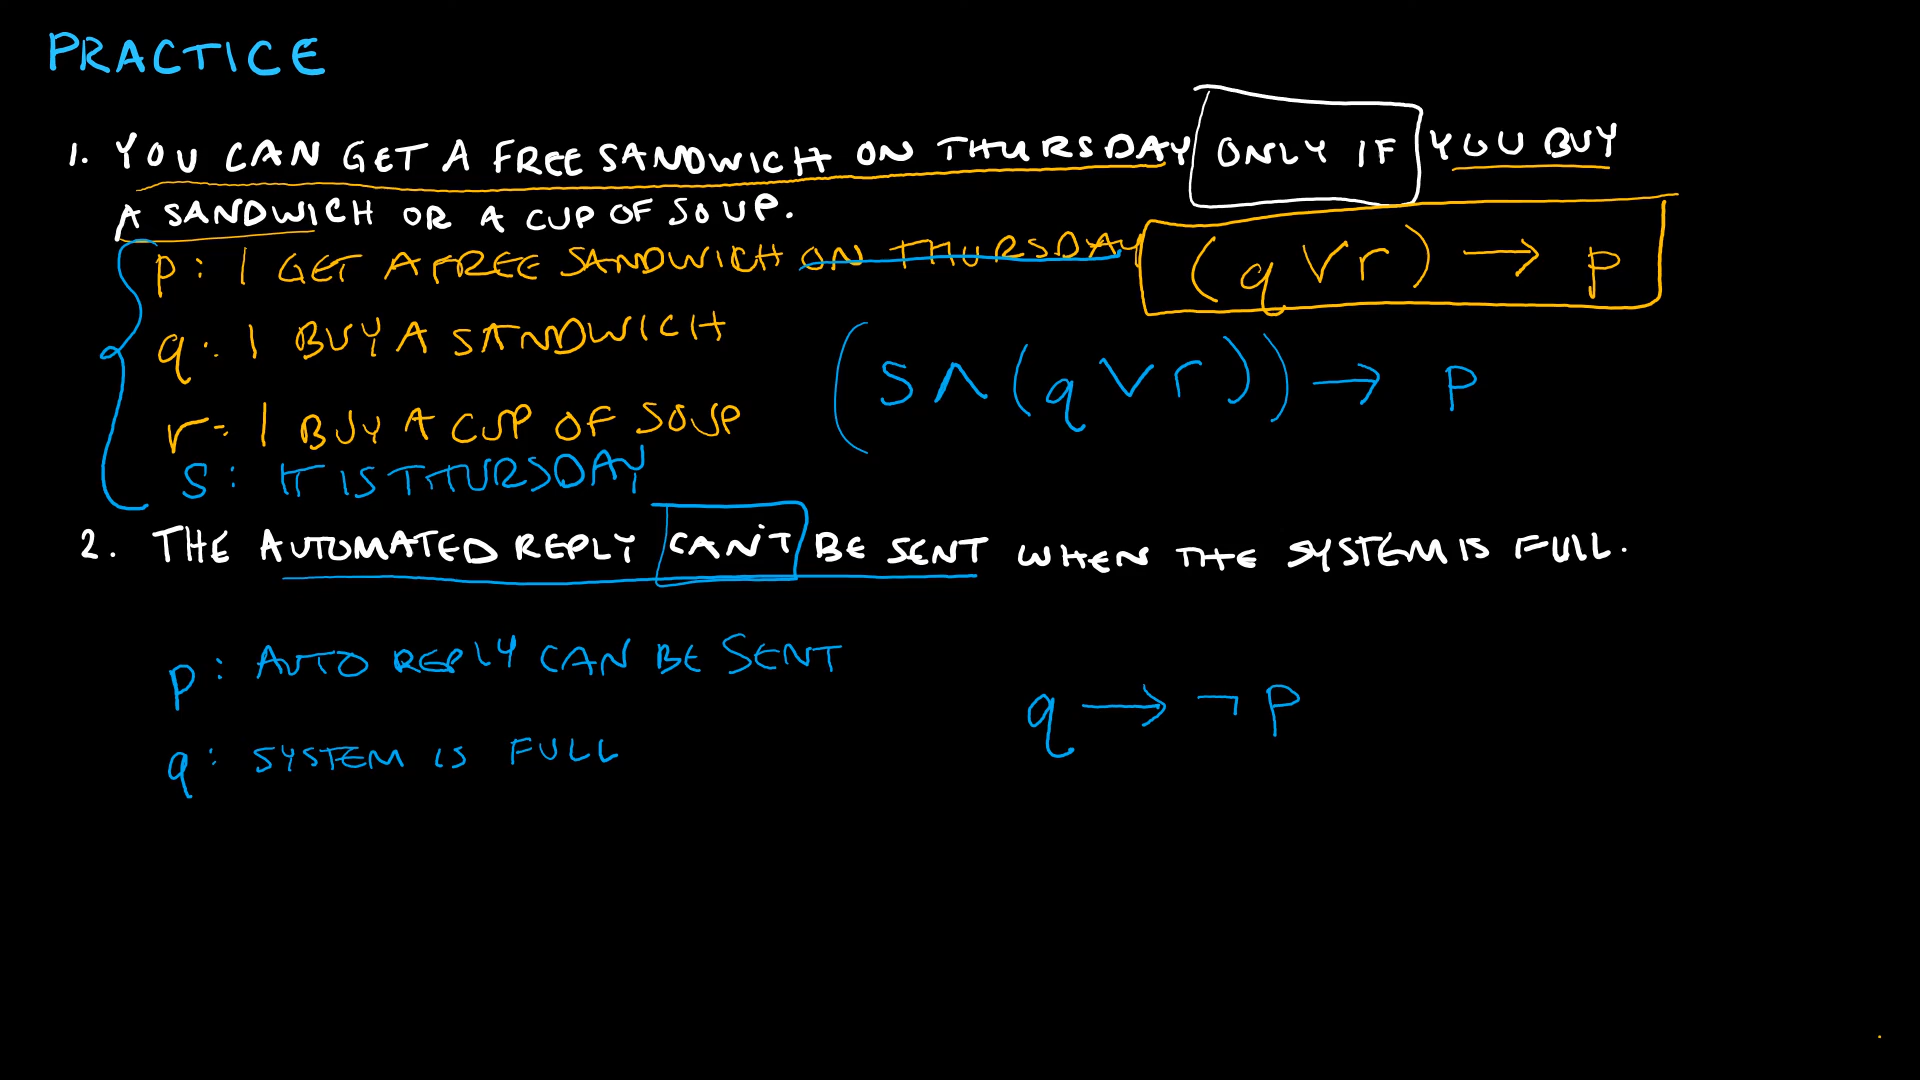 PRACTICE
1. YOU CAN GET A FREE SANDWICH ON THURSDAY ONLY IF YOU BUY
A SANDWICH OR A CUP OF SOUP.
p: I GET A FREE SANDWICH ON THURSDAY
(q ∨ r) → p
q: I BUY A SANDWICH
(S ∧ (q ∨ r)) → p
r: I BUY A CUP OF SOUP
S: IT IS THURSDAY
2. THE AUTOMATED REPLY CAN'T BE SENT WHEN THE SYSTEM IS FULL.
p: AUTO REPLY CAN BE SENT
q → ¬ p
q: SYSTEM IS FULL